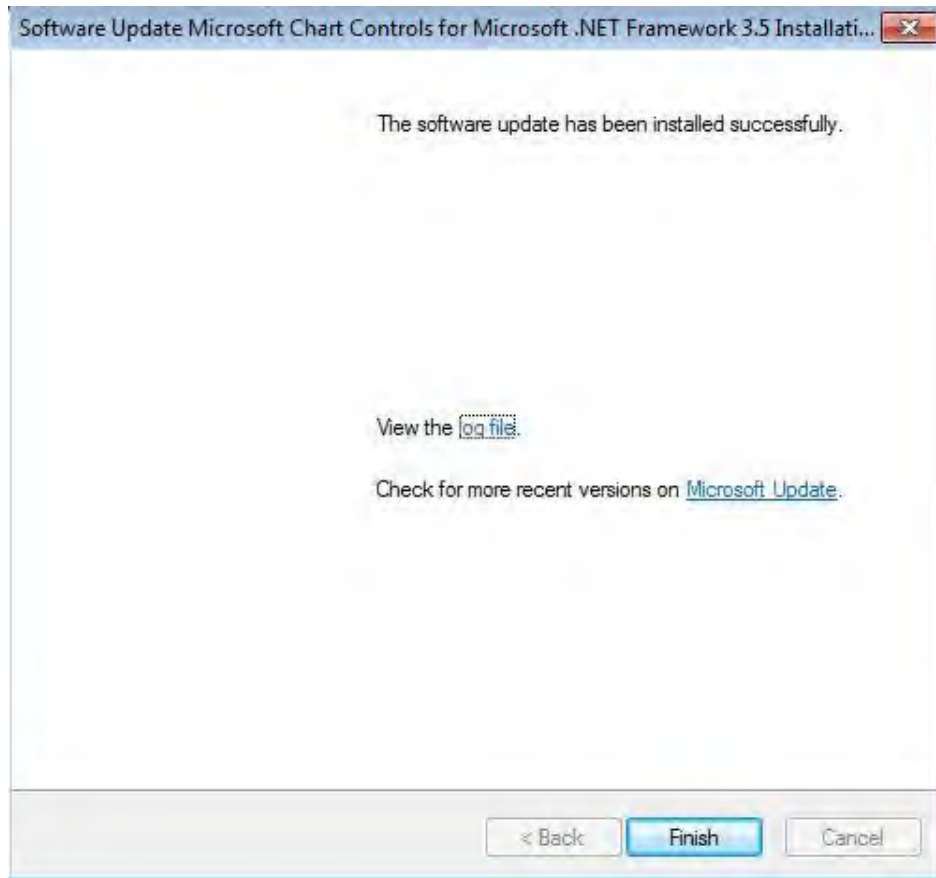 Software Update Microsoft Chart Controls for Microsoft .NET Framework 3.5 Installati...
The software update has been installed successfully.
View the log file.
Check for more recent versions on Microsoft Update.
< Back Finish Cancel